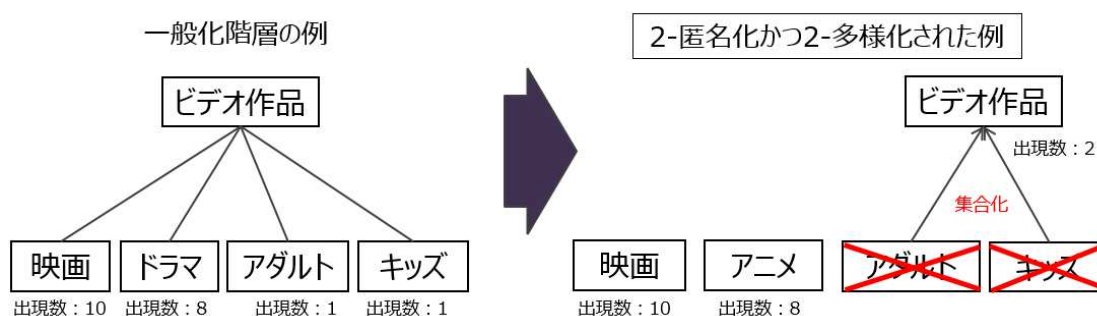 一般化階層の例
2-匿名化かつ2-多様化された例
ビデオ作品
ビデオ作品
出現数：2
集合化
映画
ドラマ
アダルト
キッズ
映画
アニメ
アダルト
キッズ
出現数：10
出現数：8
出現数：1
出現数：1
出現数：10
出現数：8